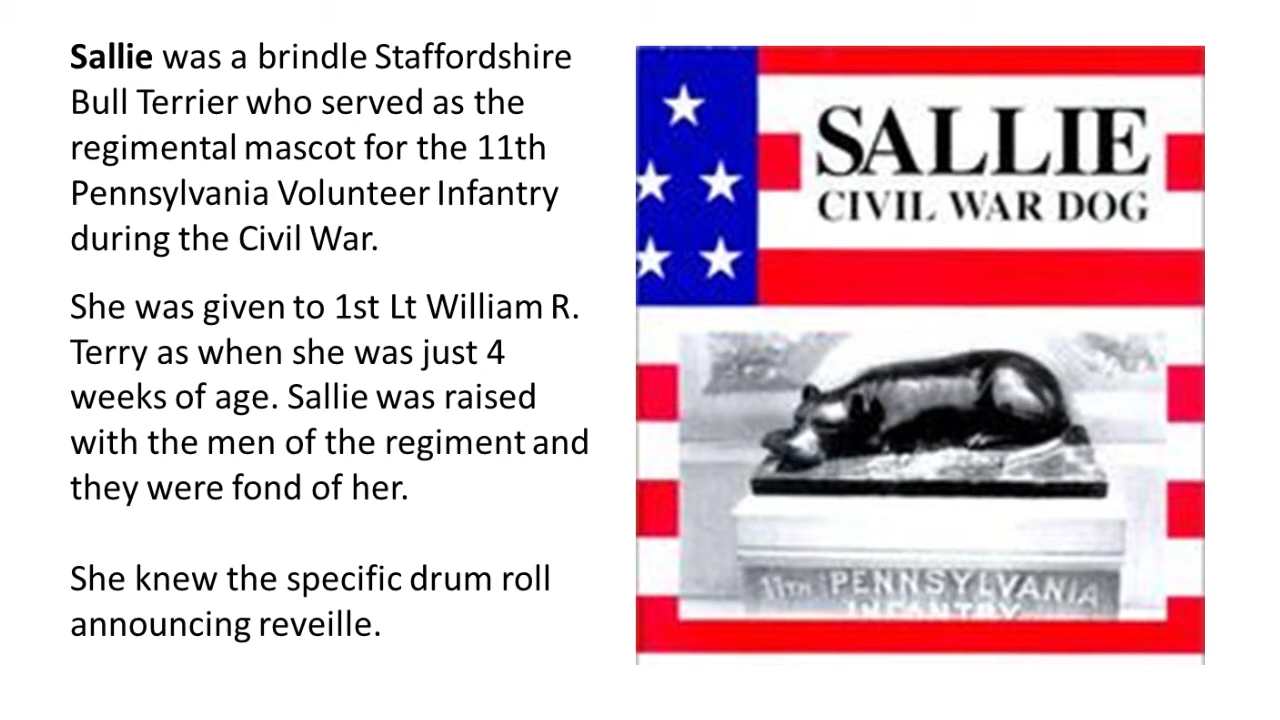 Sallie was a brindle Staffordshire
Bull Terrier who served as the
regimental mascot for the 11th
Pennsylvania Volunteer Infantry
during the Civil War.
She was given to 1st Lt William R.
Terry as when she was just 4
weeks of age. Sallie was raised
with the men of the regiment and
they were fond of her.
She knew the specific drum roll
announcing reveille.
SALLIE
CIVIL WAR DOG
11TH PENNSYLVANIA
INFANTRY